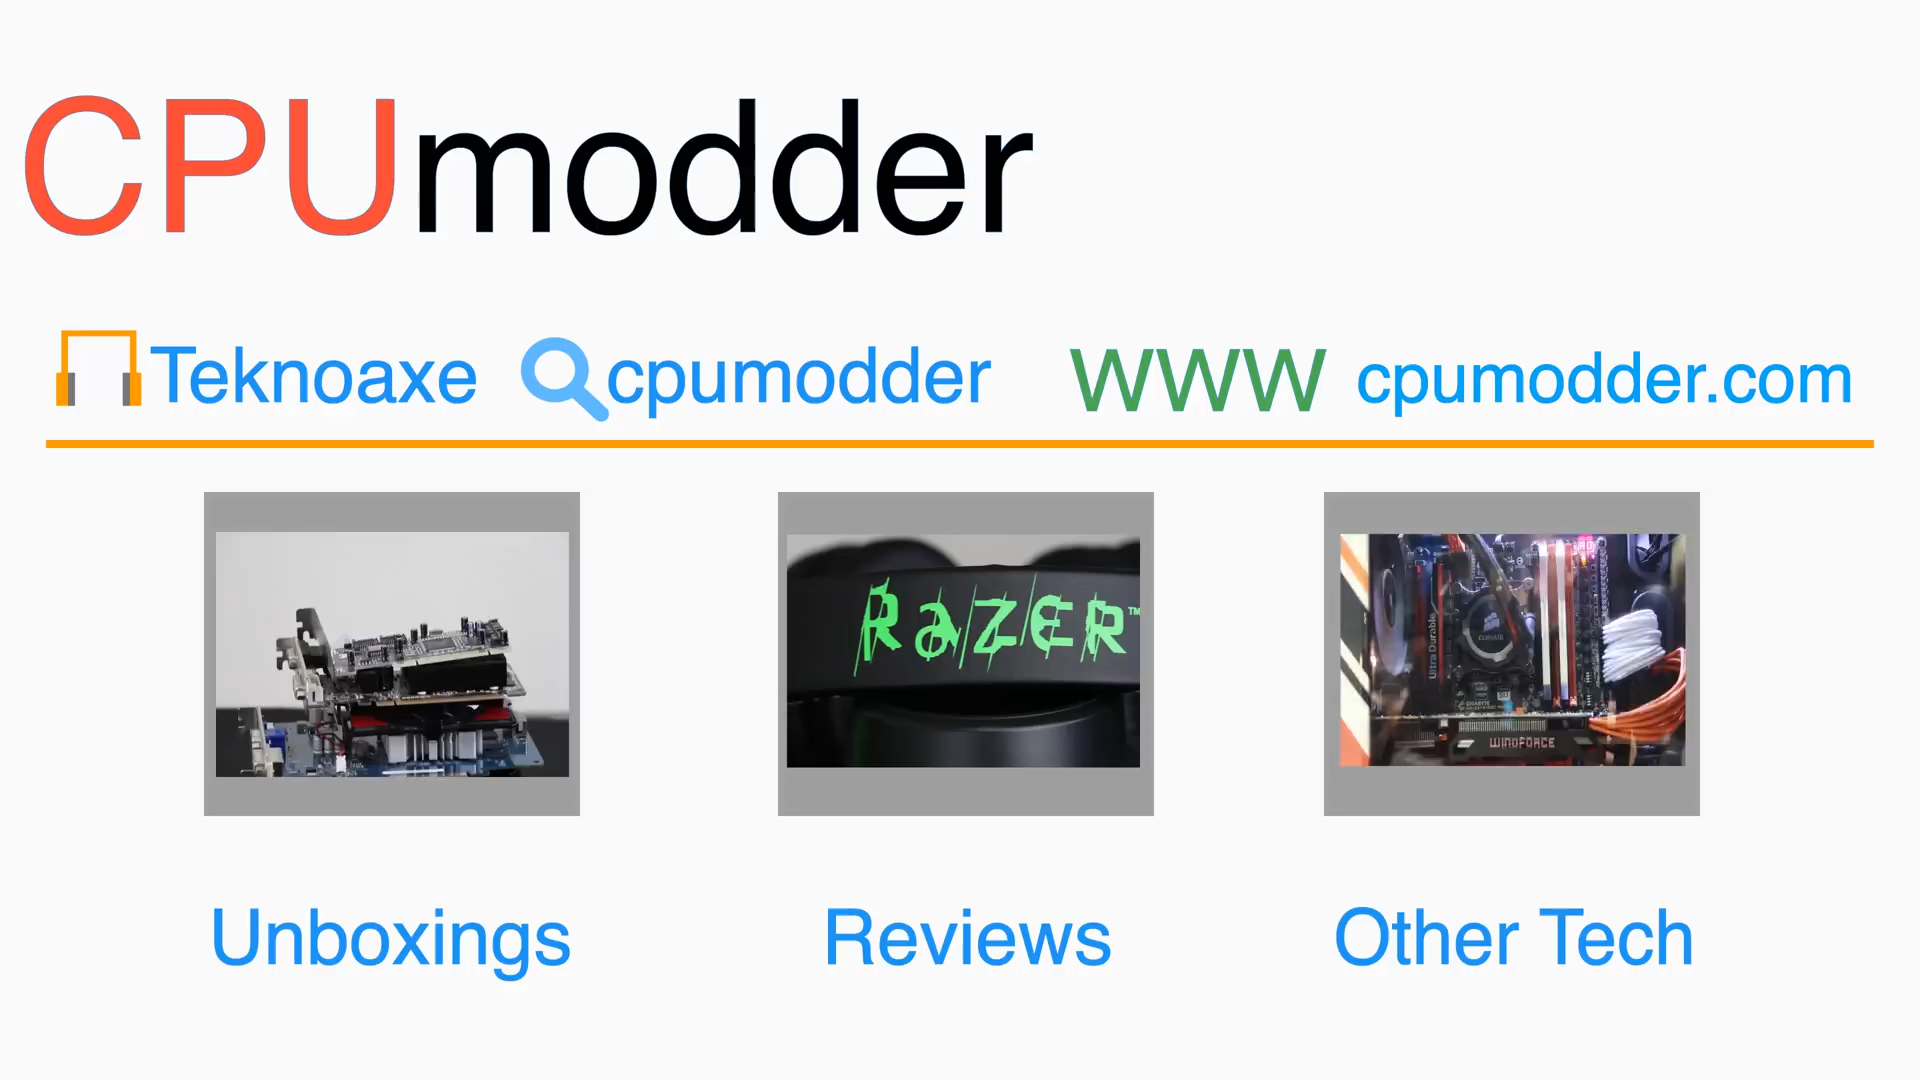 CPUmodder
Teknoaxe cpumodder WWW cpumodder.com
RAZER™
Ultra Durable
CORSAIR
GIGABYTE
WINDFORCE
Unboxings Reviews Other Tech